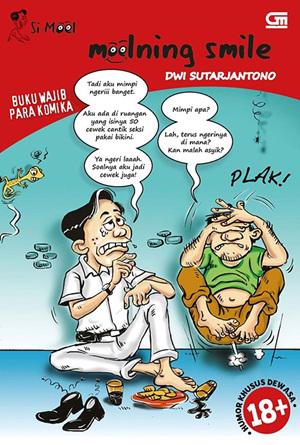 Si Mool
GM
moolning smile
DWI SUTARJANTONO
BUKU WAJIB
PARA KOMIKA
Tadi aku mimpi
ngeriii banget.
Aku ada di ruangan
yang isinya 50
cewek cantik seksi
pakai bikini.
Ya ngeri laaah.
Soalnya aku jadi
cewek juga!
Mimpi apa?
Lah, terus ngerinya
di mana?
Kan malah asyik?
PLAK!
HUMOR KHUSUS DEWASA
18+